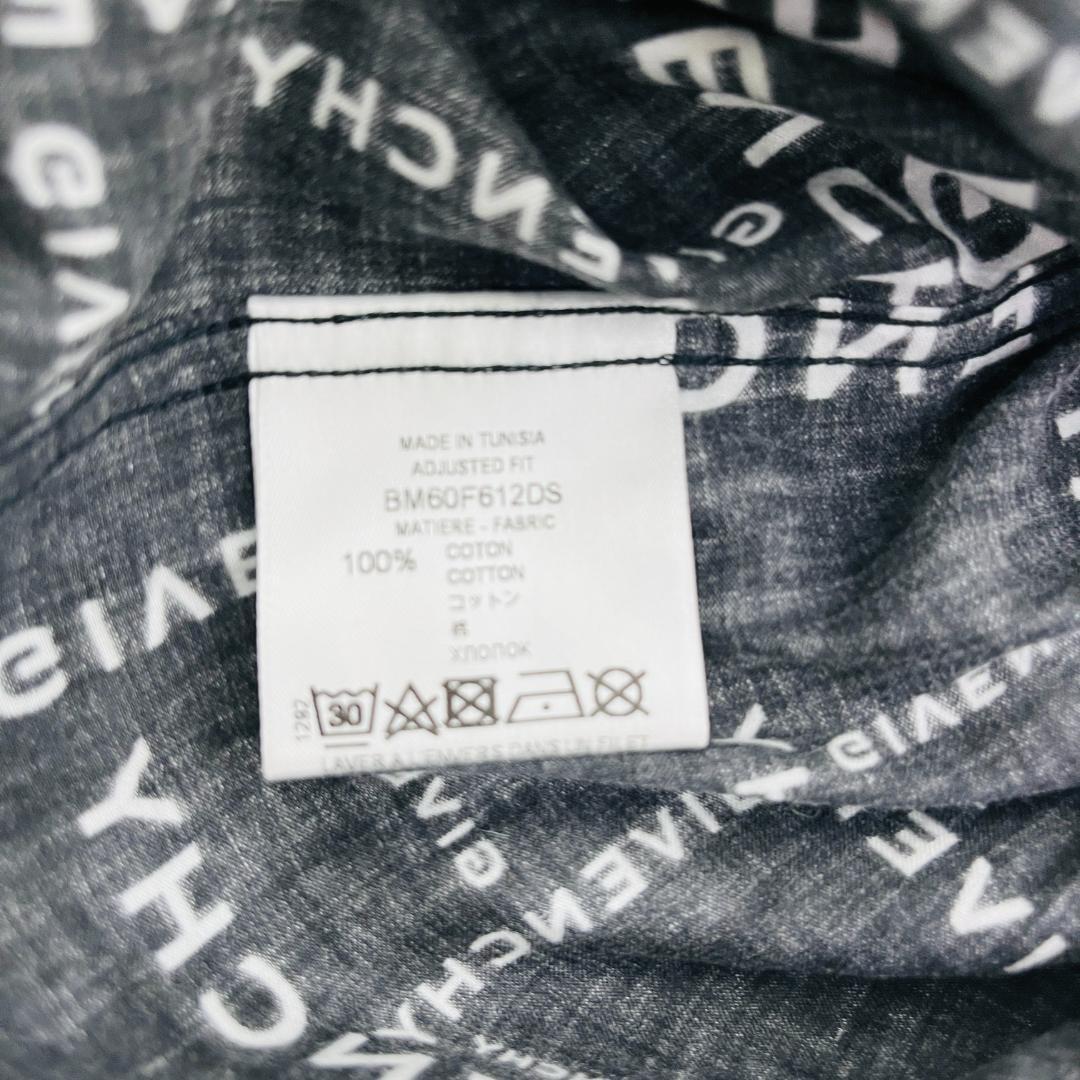 MADE IN TUNISIA
ADJUSTED FIT
BM60F612DS
MATIERE - FABRIC
100% COTON
COTTON
コットン
棉
хлопок
1282
30
LAVER A L'ENVERS DANS UN FILET
GIVENCHY
GIVENCHY